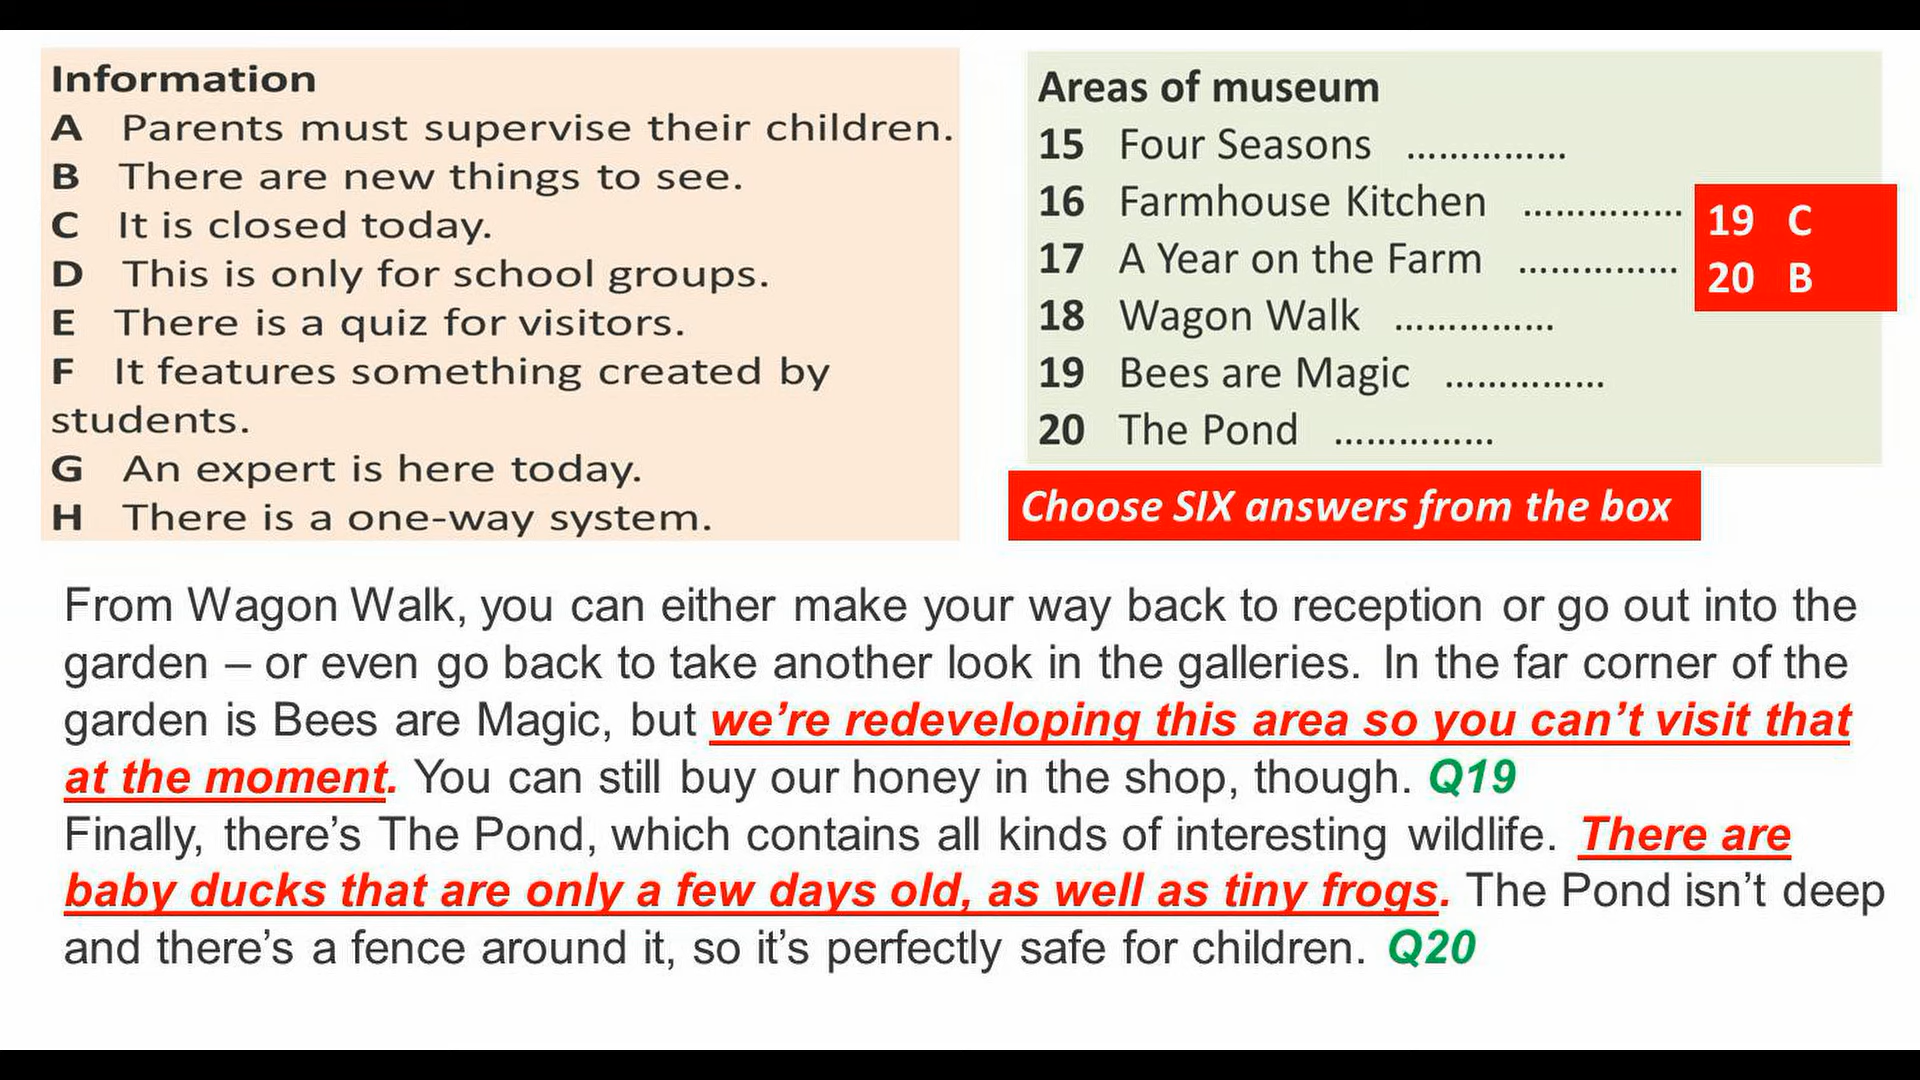 Information
A Parents must supervise their children.
B There are new things to see.
C It is closed today.
D This is only for school groups.
E There is a quiz for visitors.
F It features something created by
students.
G An expert is here today.
H There is a one-way system.
Areas of museum
15 Four Seasons ……………
16 Farmhouse Kitchen ……………
17 A Year on the Farm ……………
18 Wagon Walk ……………
19 Bees are Magic ……………
20 The Pond ……………
19 C
20 B
Choose SIX answers from the box
From Wagon Walk, you can either make your way back to reception or go out into the
garden – or even go back to take another look in the galleries. In the far corner of the
garden is Bees are Magic, but we’re redeveloping this area so you can’t visit that
at the moment. You can still buy our honey in the shop, though. Q19
Finally, there’s The Pond, which contains all kinds of interesting wildlife. There are
baby ducks that are only a few days old, as well as tiny frogs. The Pond isn’t deep
and there’s a fence around it, so it’s perfectly safe for children. Q20